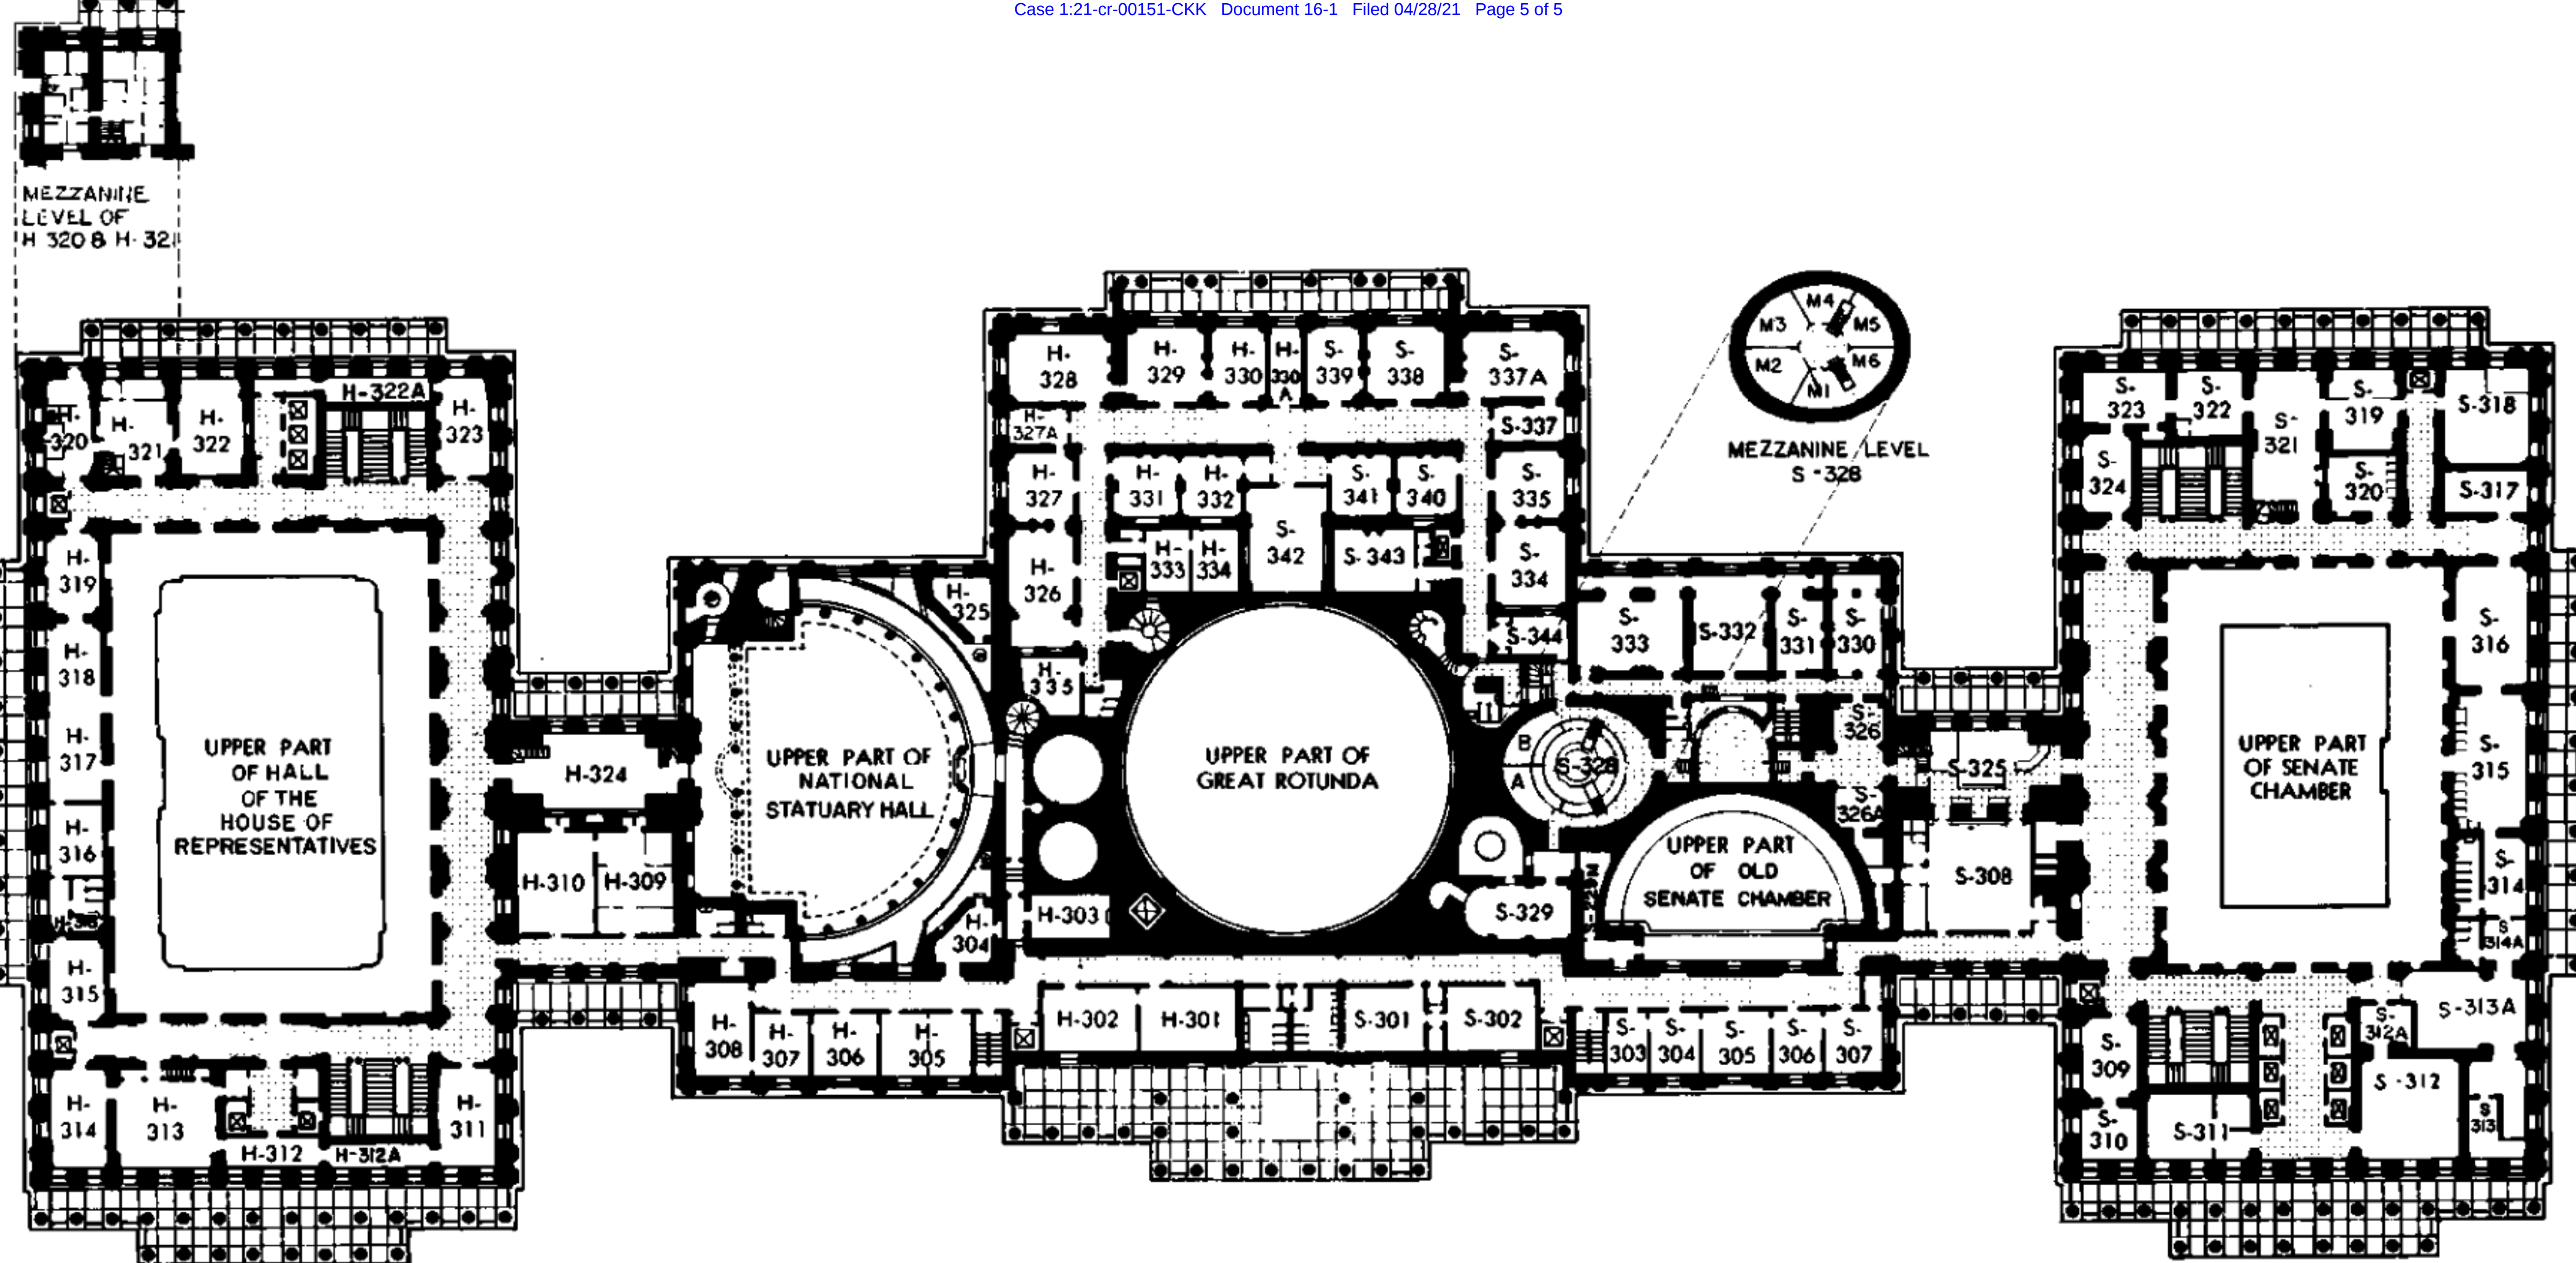 Case 1:21-cr-00151-CKK Document 16-1 Filed 04/28/21 Page 5 of 5
MEZZANINE
LEVEL OF
H 320 & H-321
H-
320
H-
321
H-
322
H-322A
H-
323
H-
319
H-
318
H-
317
H-
316
H-
315
H-
314
H-
313
H-312
H-312A
H-
311
UPPER PART
OF HALL
OF THE
HOUSE OF
REPRESENTATIVES
H-324
H-310
H-309
UPPER PART OF
NATIONAL
STATUARY HALL
H-
325
H-
304
H-
308
H-
307
H-
306
H-
305
H-
328
H-
329
H-
330
H-
330
A
S-
339
S-
338
S-
337A
H-
327A
S-337
H-
327
H-
331
H-
332
S-
341
S-
340
S-
335
H-
326
H-
333
H-
334
S-
342
S-343
S-
334
S-344
H-
335
UPPER PART OF
GREAT ROTUNDA
H-303
H-302
H-301
S-301
S-302
M4
M3
M5
M2
M6
M1
MEZZANINE LEVEL
S-328
S-
333
S-332
S-
331
S-
330
B
A
S-328
S-
326
S-
326A
S-329
UPPER PART
OF OLD
SENATE CHAMBER
S-
303
S-
304
S-
305
S-
306
S-
307
S-325
S-308
S-
323
S-
322
S-
321
S-
319
S-318
S-
324
S-
320
S-317
S-
316
S-
315
S-
314
S
314A
UPPER PART
OF SENATE
CHAMBER
S-313A
S-
312A
S-
309
S-312
S-
310
S-311
S
313